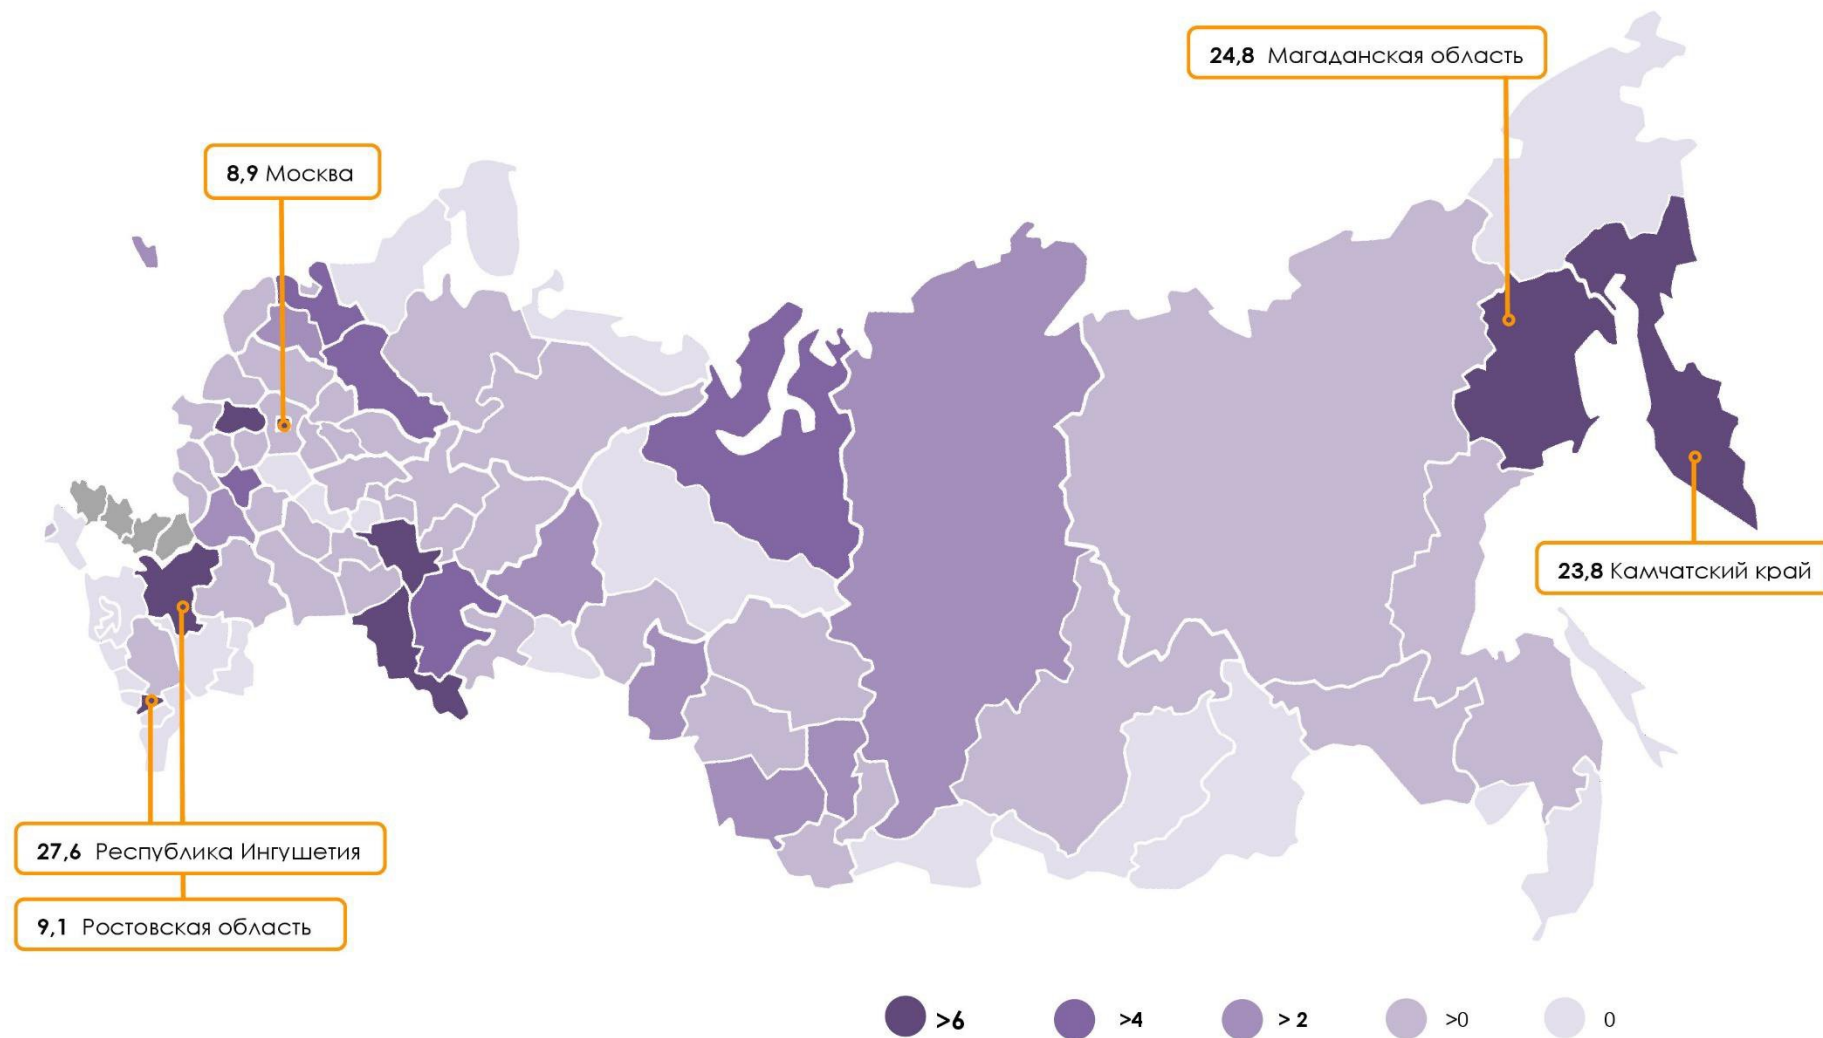 24,8 Магаданская область
8,9 Москва
23,8 Камчатский край
27,6 Республика Ингушетия
9,1 Ростовская область
>6 >4 > 2 >0 0